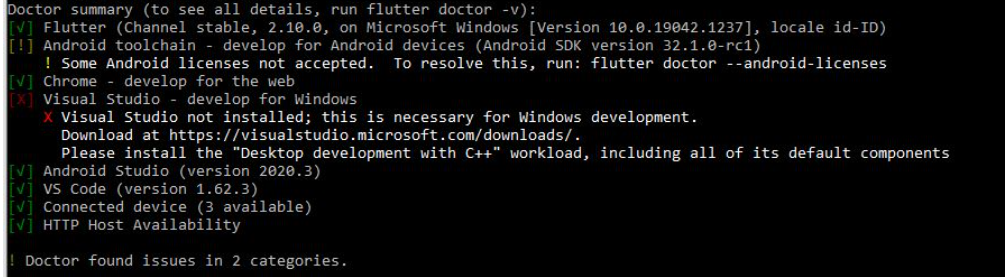 Doctor summary (to see all details, run flutter doctor -v):
[√] Flutter (Channel stable, 2.10.0, on Microsoft Windows [Version 10.0.19042.1237], locale id-ID)
[!] Android toolchain - develop for Android devices (Android SDK version 32.1.0-rc1)
! Some Android licenses not accepted.  To resolve this, run: flutter doctor --android-licenses
[√] Chrome - develop for the web
[X] Visual Studio - develop for Windows
X Visual Studio not installed; this is necessary for Windows development.
Download at https://visualstudio.microsoft.com/downloads/.
Please install the "Desktop development with C++" workload, including all of its default components
[√] Android Studio (version 2020.3)
[√] VS Code (version 1.62.3)
[√] Connected device (3 available)
[√] HTTP Host Availability
! Doctor found issues in 2 categories.